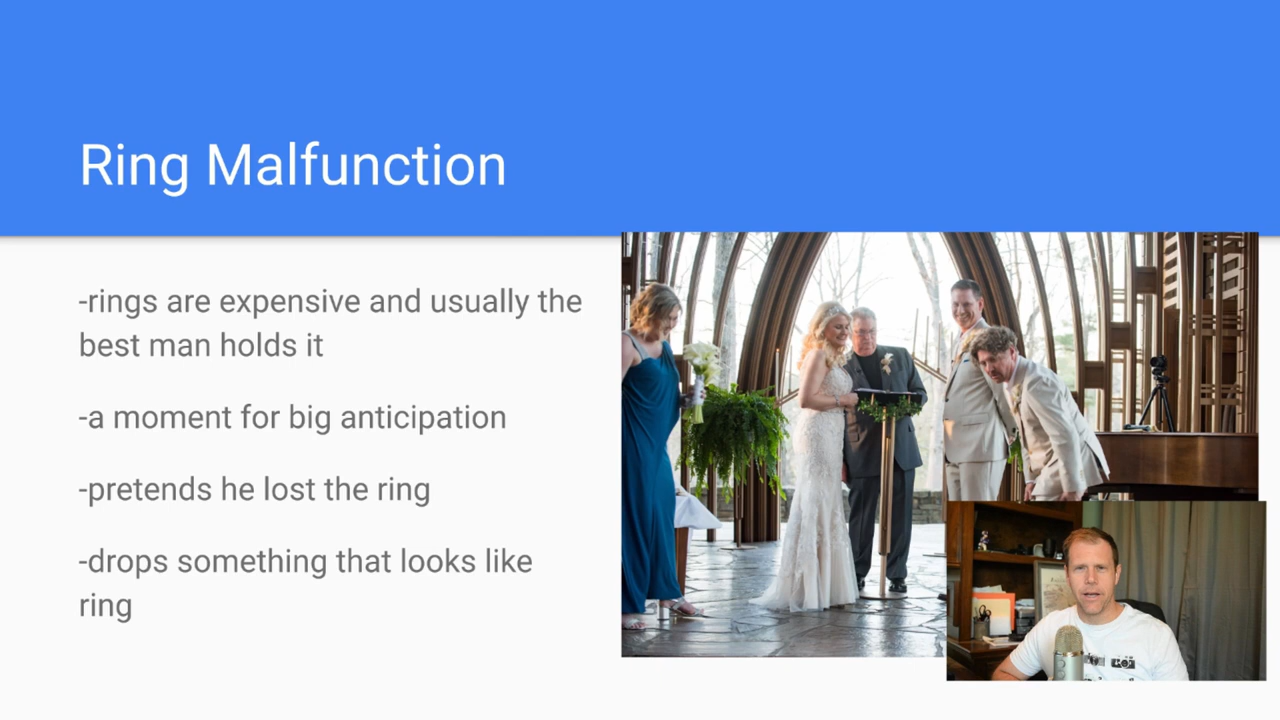 Ring Malfunction
-rings are expensive and usually the
best man holds it
-a moment for big anticipation
-pretends he lost the ring
-drops something that looks like
ring